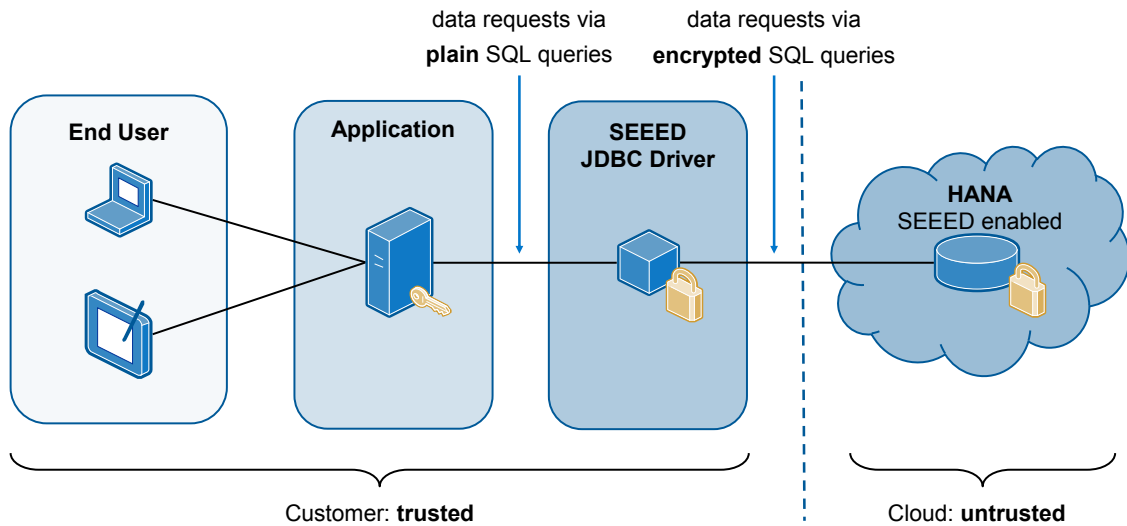 data requests via
plain SQL queries
data requests via
encrypted SQL queries
End User
Application
SEEED
JDBC Driver
HANA
SEEED enabled
Customer: trusted
Cloud: untrusted